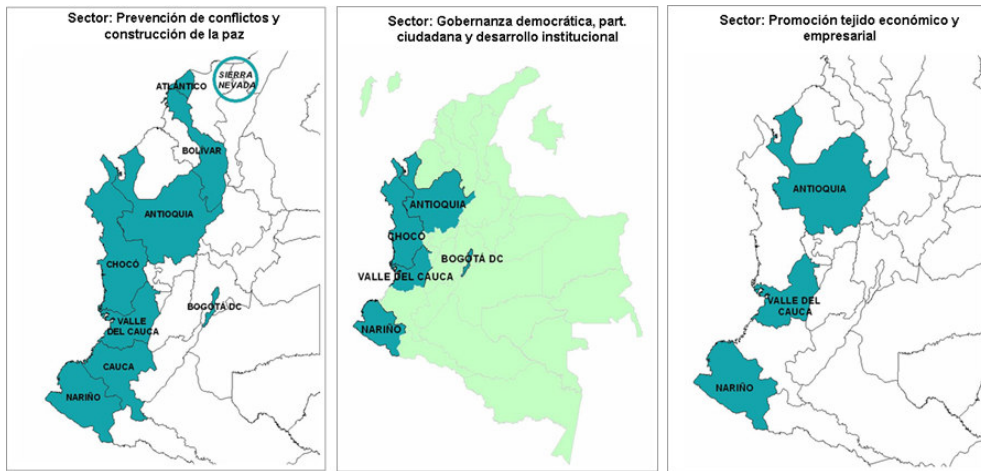 Sector: Prevención de conflictos y
construcción de la paz
ATLÁNTICO
SIERRA
NEVADA
BOLIVAR
ANTIOQUIA
CHOCÓ
BOGOTÁ DC
VALLE
DEL CAUCA
CAUCA
NARIÑO
Sector: Gobernanza democrática, part.
ciudadana y desarrollo institucional
ANTIOQUIA
CHOCÓ
BOGOTÁ DC
VALLE DEL CAUCA
NARIÑO
Sector: Promoción tejido económico y
empresarial
ANTIOQUIA
VALLE DEL
CAUCA
NARIÑO